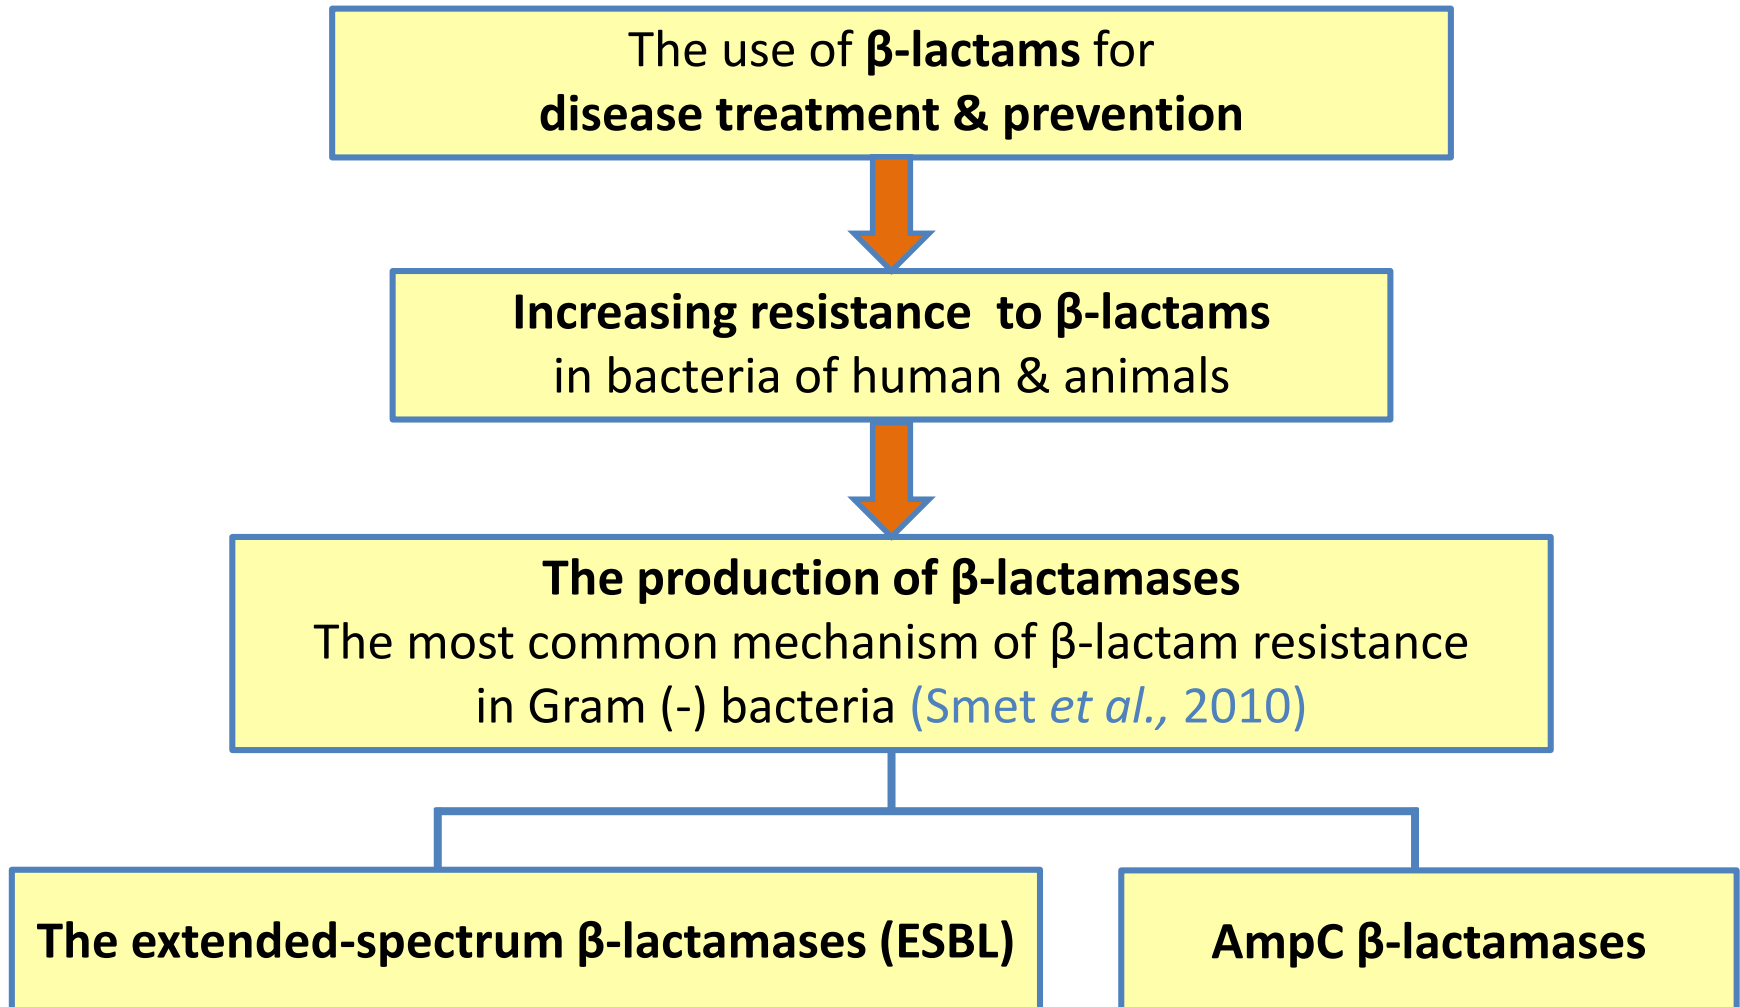 The use of β-lactams for
disease treatment & prevention
Increasing resistance  to β-lactams
in bacteria of human & animals
The production of β-lactamases
The most common mechanism of β-lactam resistance
in Gram (-) bacteria (Smet et al., 2010)
The extended-spectrum β-lactamases (ESBL)
AmpC β-lactamases